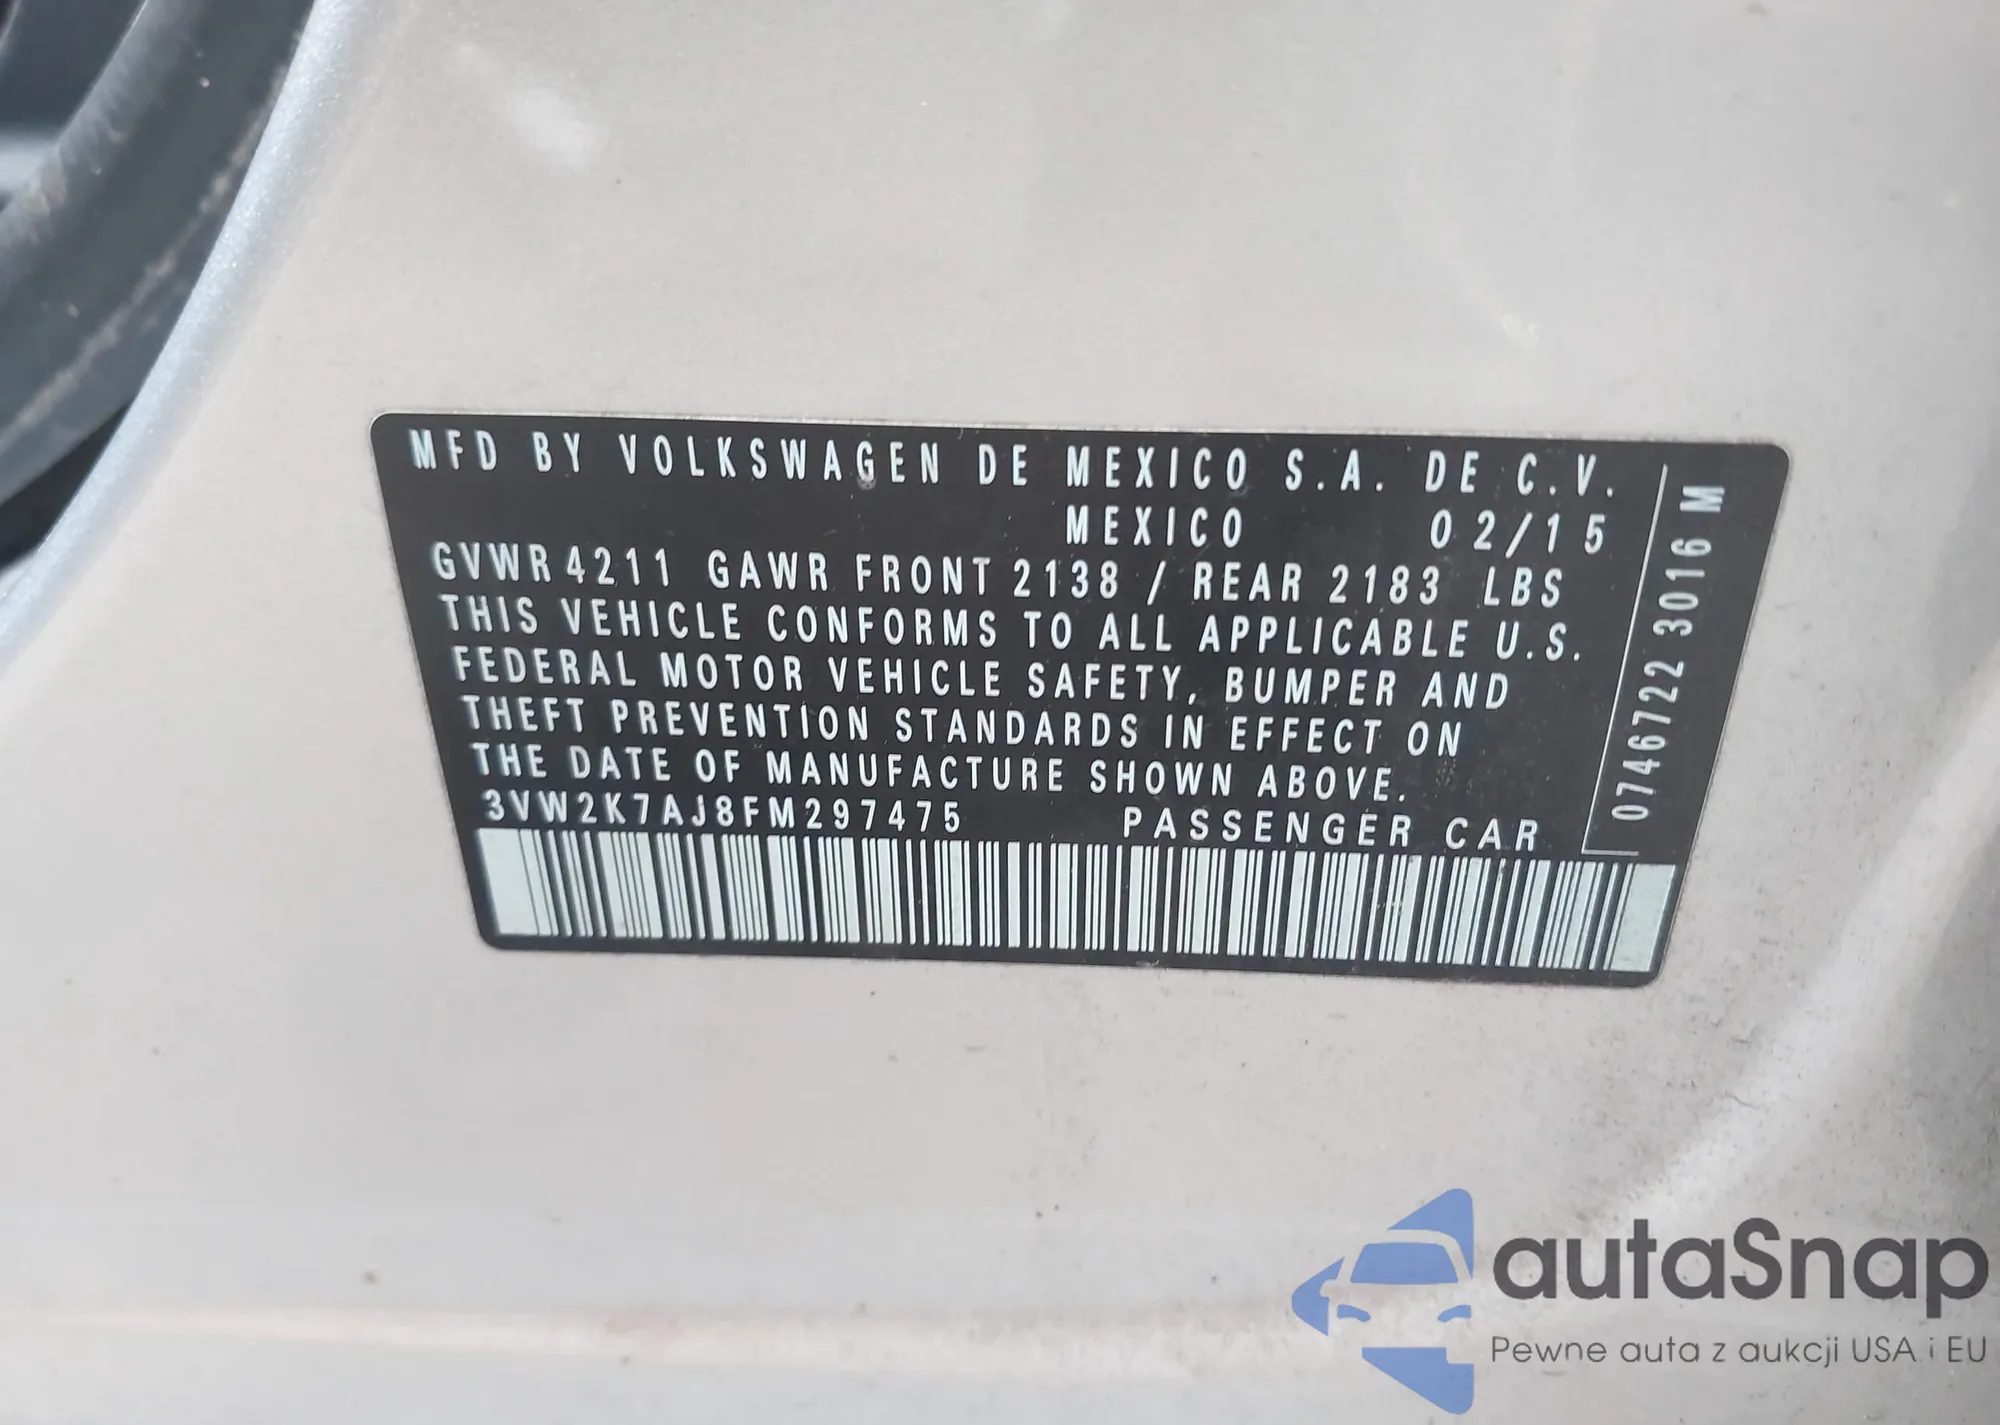 MFD BY VOLKSWAGEN DE MEXICO S.A. DE C.V.
MEXICO 02/15
GVWR 4211 GAWR FRONT 2138 / REAR 2183 LBS
THIS VEHICLE CONFORMS TO ALL APPLICABLE U.S.
FEDERAL MOTOR VEHICLE SAFETY, BUMPER AND
THEFT PREVENTION STANDARDS IN EFFECT ON
THE DATE OF MANUFACTURE SHOWN ABOVE.
3VW2K7AJ8FM297475 PASSENGER CAR
0746722 3016 M
autaSnap
Pewne auta z aukcji USA i EU